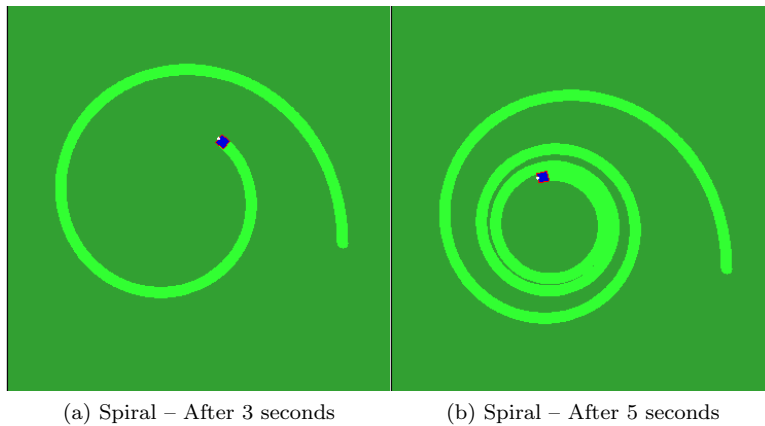 (a) Spiral – After 3 seconds
(b) Spiral – After 5 seconds